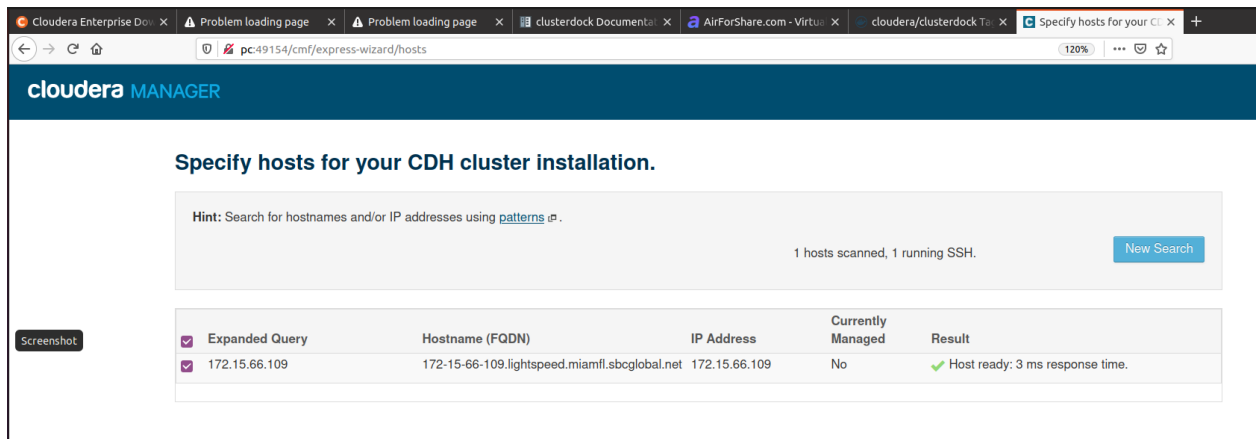 Cloudera Enterprise Dow
Problem loading page
Problem loading page
clusterdock Documentat
AirForShare.com - Virtua
cloudera/clusterdock Tag
Specify hosts for your CD
pc:49154/cmf/express-wizard/hosts
120%
cloudera MANAGER
Specify hosts for your CDH cluster installation.
Hint: Search for hostnames and/or IP addresses using patterns .
1 hosts scanned, 1 running SSH.
New Search
Screenshot
Expanded Query Hostname (FQDN) IP Address Currently Managed Result
172.15.66.109 172-15-66-109.lightspeed.miamfl.sbcglobal.net 172.15.66.109 No Host ready: 3 ms response time.